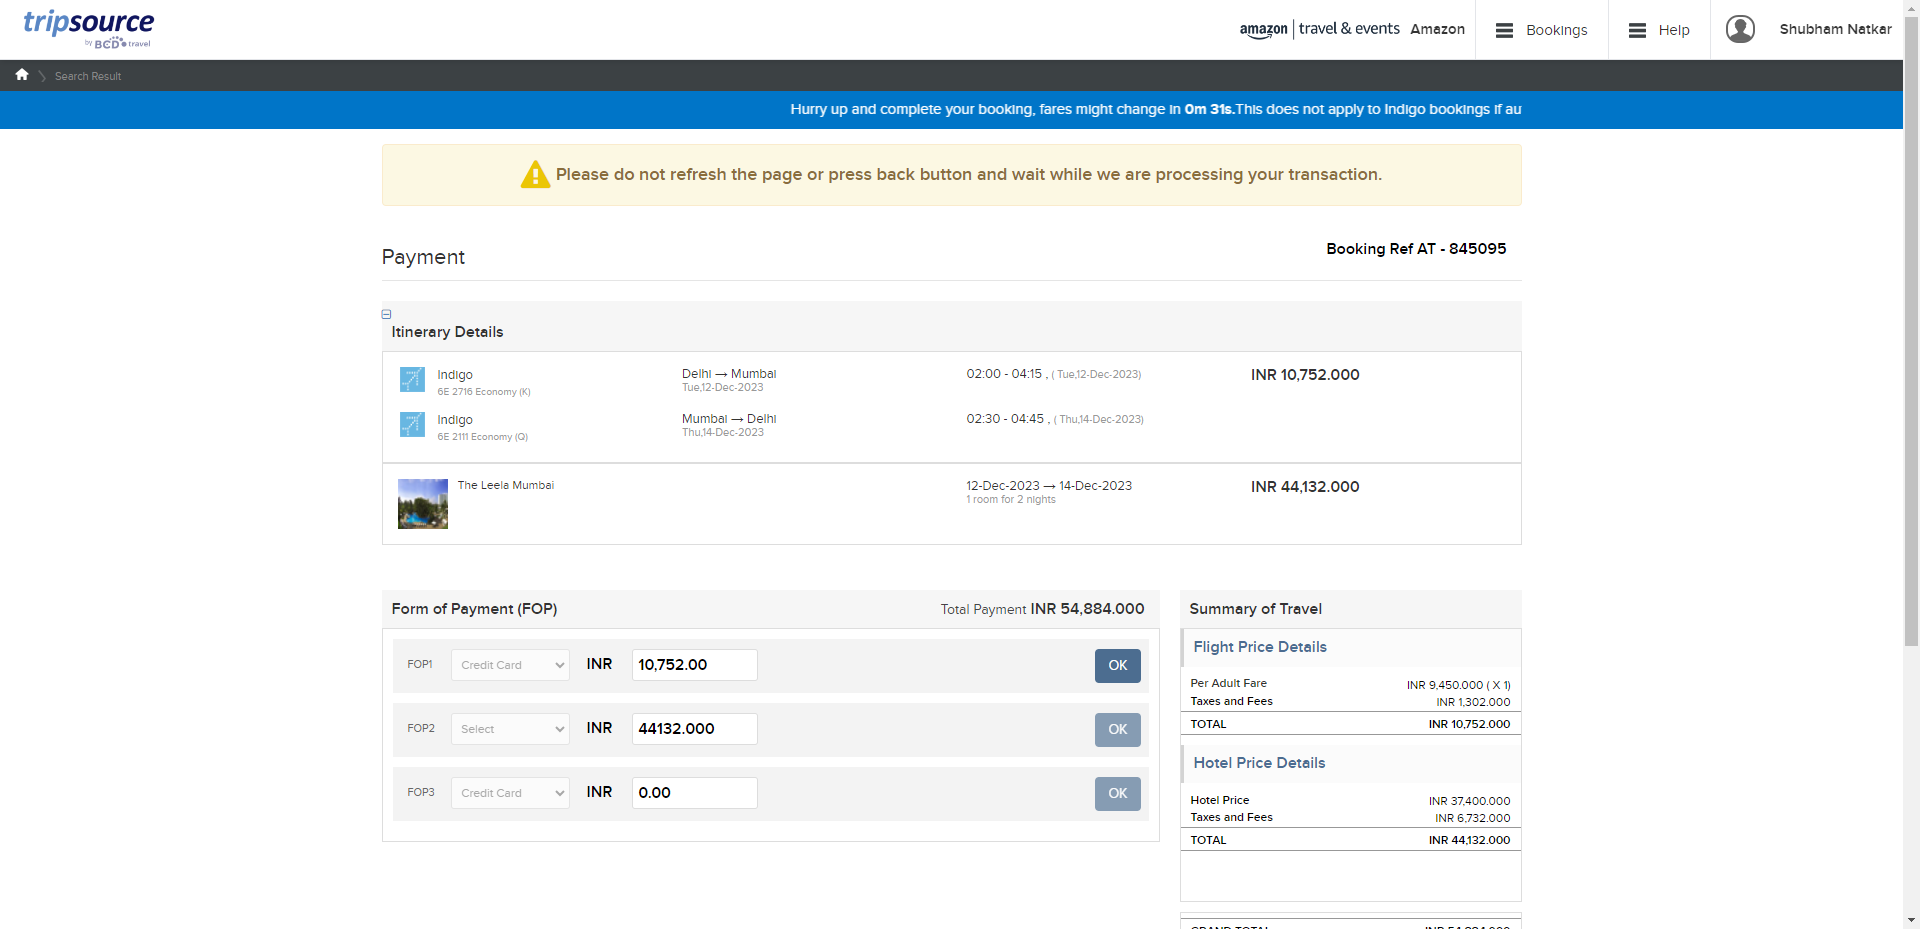 tripsource
by BCD travel
amazon | travel & events Amazon
Bookings
Help
Shubham Natkar
Search Result
Hurry up and complete your booking, fares might change in 0m 31s.This does not apply to Indigo bookings if au
Please do not refresh the page or press back button and wait while we are processing your transaction.
Payment
Booking Ref AT - 845095
Itinerary Details
Indigo Delhi → Mumbai 02:00 - 04:15 , ( Tue,12-Dec-2023) INR 10,752.000
6E 2716 Economy (K) Tue,12-Dec-2023
Indigo Mumbai → Delhi 02:30 - 04:45 , ( Thu,14-Dec-2023)
6E 2111 Economy (Q) Thu,14-Dec-2023
The Leela Mumbai 12-Dec-2023 → 14-Dec-2023 INR 44,132.000
1 room for 2 nights
Form of Payment (FOP) Total Payment INR 54,884.000
FOP1 Credit Card INR 10,752.00 OK
FOP2 Select INR 44132.000 OK
FOP3 Credit Card INR 0.00 OK
Summary of Travel
Flight Price Details
Per Adult Fare INR 9,450.000 ( X 1)
Taxes and Fees INR 1,302.000
TOTAL INR 10,752.000
Hotel Price Details
Hotel Price INR 37,400.000
Taxes and Fees INR 6,732.000
TOTAL INR 44,132.000
GRAND TOTAL INR 54,884.000